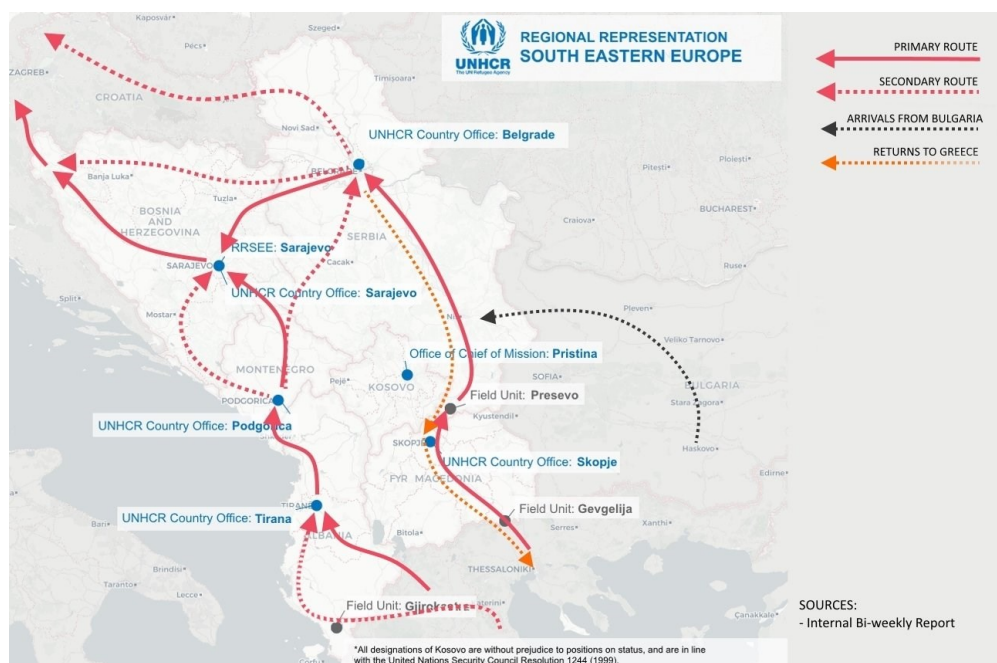 Kaposvár
Szeged
Pécs
UNHCR
The UN Refugee Agency
REGIONAL REPRESENTATION
SOUTH EASTERN EUROPE
PRIMARY ROUTE
SECONDARY ROUTE
ARRIVALS FROM BULGARIA
RETURNS TO GREECE
ZAGREB
Timișoara
CROATIA
Novi Sad
UNHCR Country Office: Belgrade
Ploiești
Pitești
Banja Luka
Tuzla
BUCHAREST
BOSNIA
AND
HERZEGOVINA
Craiova
SERBIA
RRSEE: Sarajevo
SARAJEVO
Cacak
Ruse
UNHCR Country Office: Sarajevo
Split
Mostar
Pleven
Veliko Tarnovo
Office of Chief of Mission: Pristina
MONTENEGRO
Pejë
KOSOVO
SOFIA
BULGARIA
Field Unit: Presevo
Stara Zagora
PODGORICA
Kyustendil
UNHCR Country Office: Podgorica
SKOPJE
Haskovo
UNHCR Country Office: Skopje
FYR MACEDONIA
Edirne
TIRANA
Field Unit: Gevgelija
UNHCR Country Office: Tirana
Bari
Serres
Xanthi
ALBANIA
Bitola
Brindisi
THESSALONIKI
Taranto
Lecce
Field Unit: Gjirokaster
SOURCES:
- Internal Bi-weekly Report
Çanakkale
*All designations of Kosovo are without prejudice to positions on status, and are in line
with the United Nations Security Council Resolution 1244 (1999).